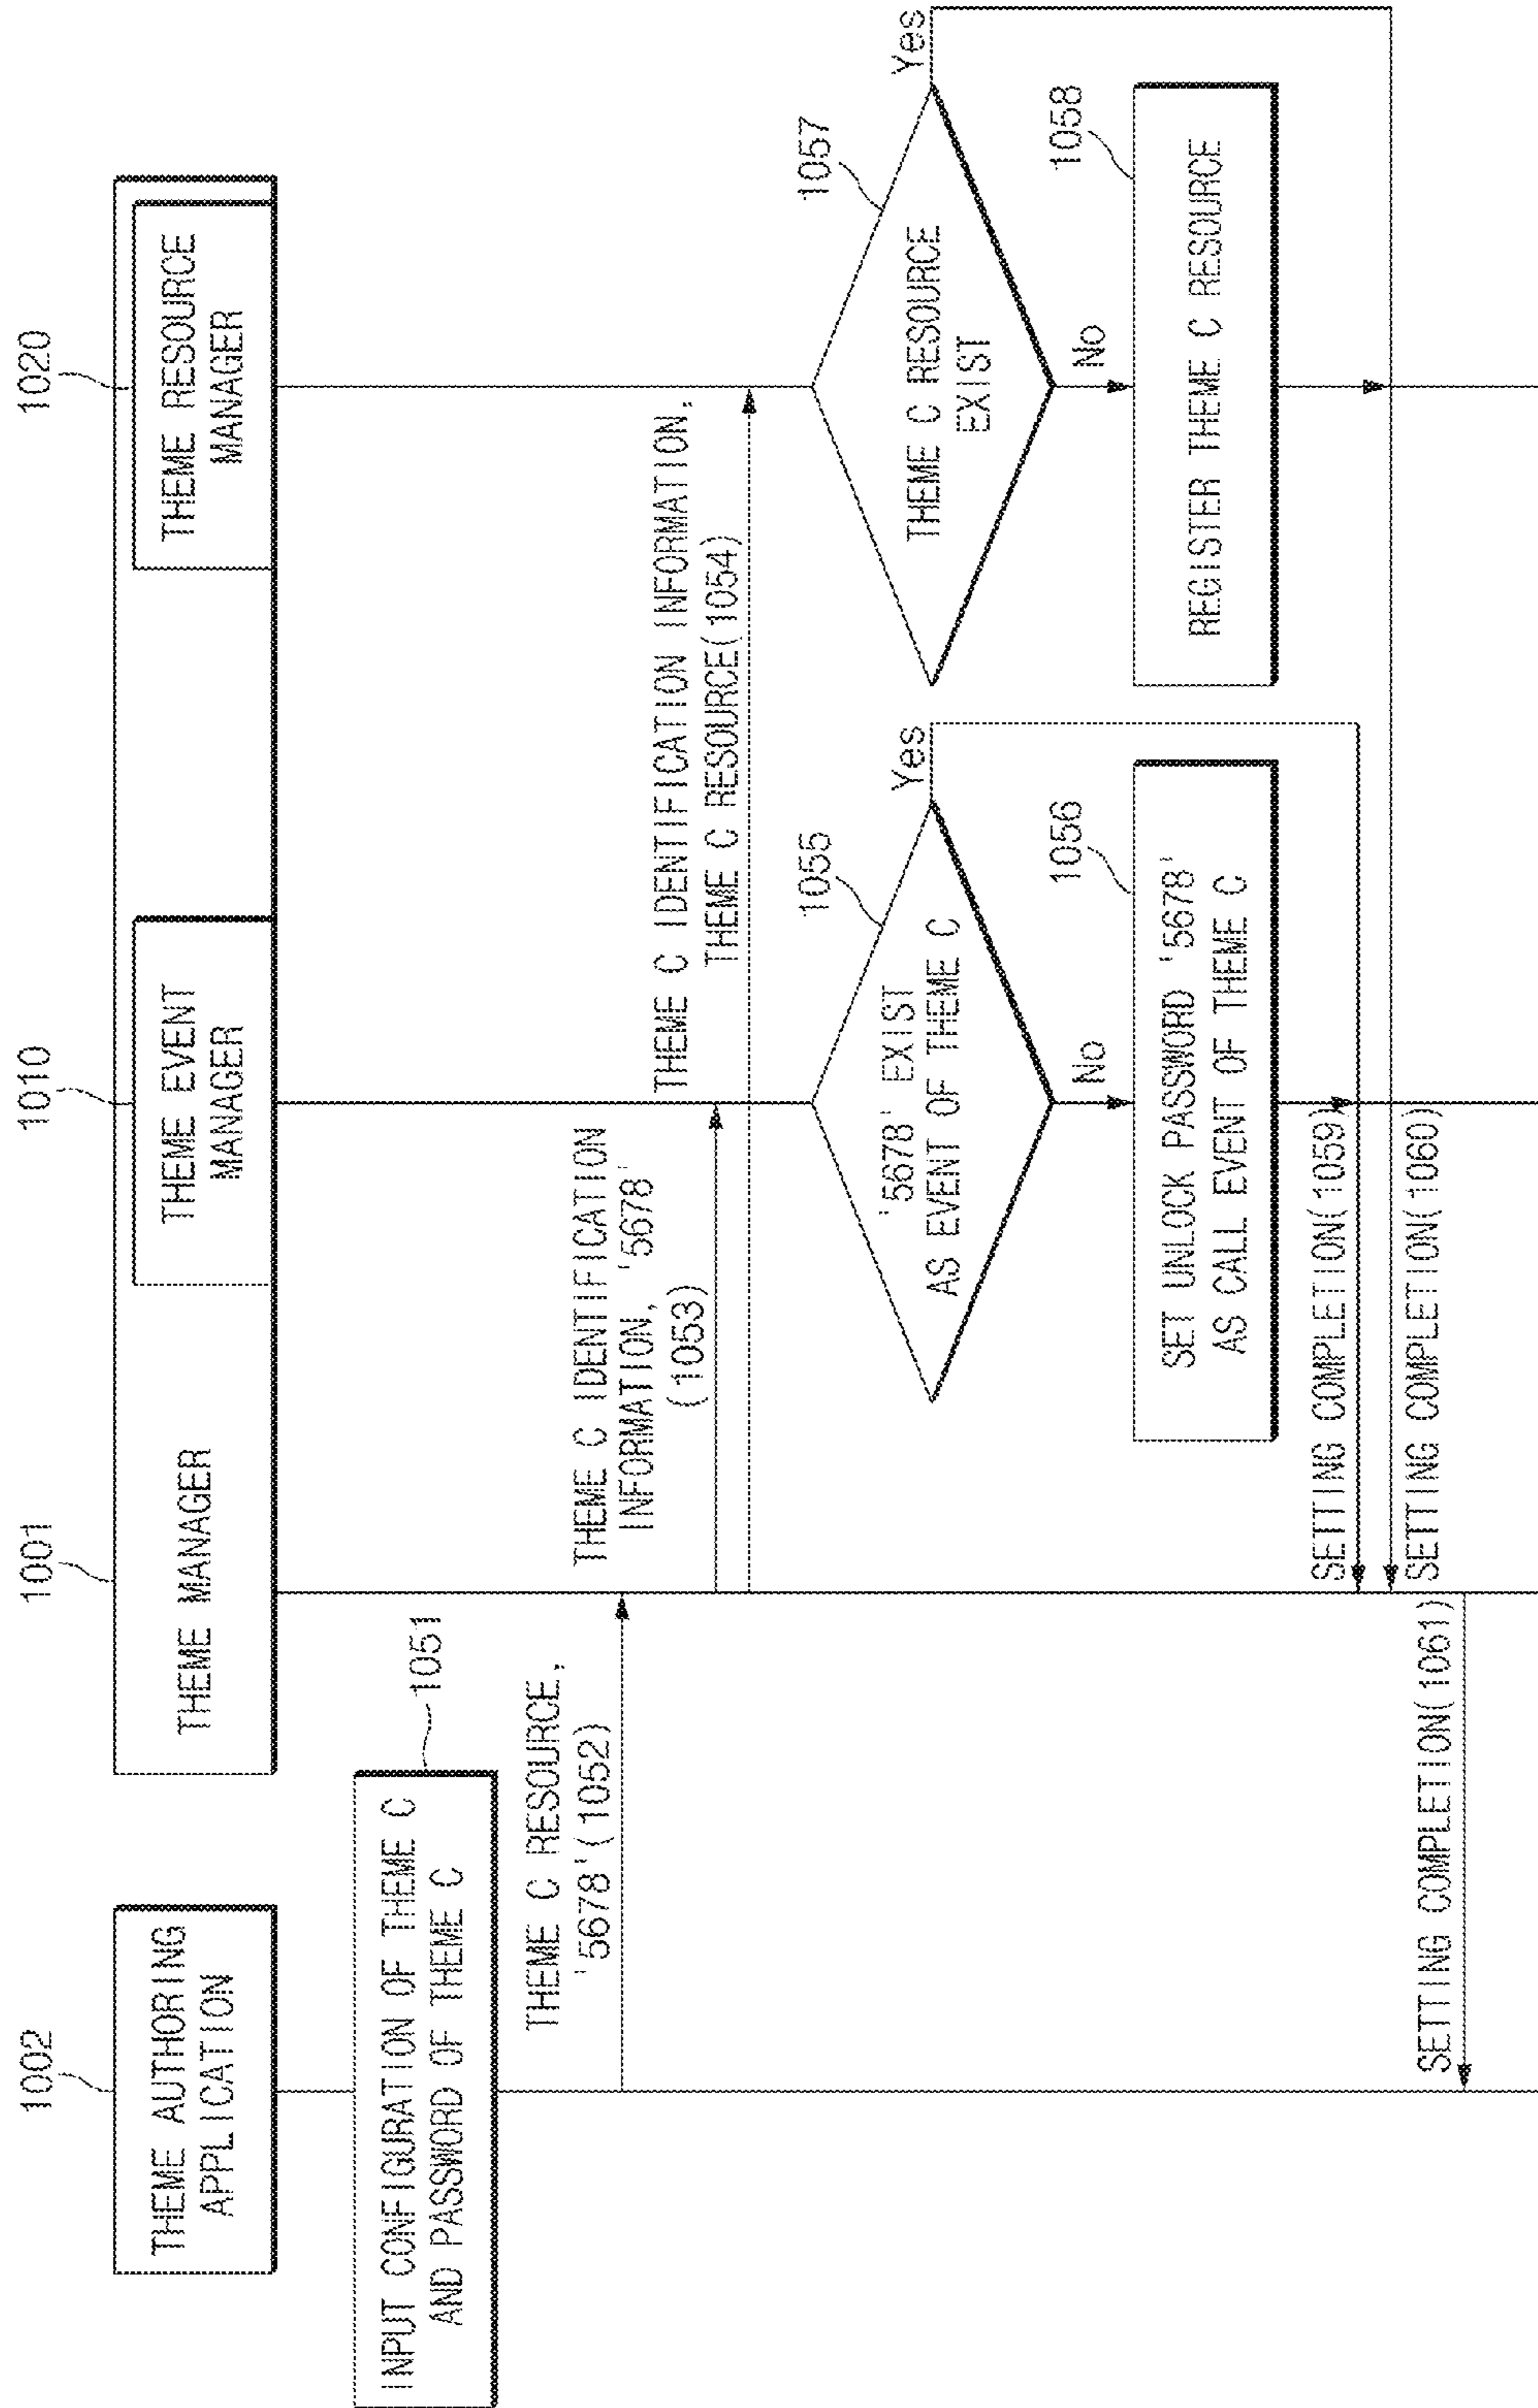 1002
THEME AUTHORING
APPLICATION
1001
THEME MANAGER
1010
THEME EVENT
MANAGER
1020
THEME RESOURCE
MANAGER
INPUT CONFIGURATION OF THEME C
AND PASSWORD OF THEME C
1051
THEME C RESOURCE,
'5678'(1052)
THEME C IDENTIFICATION
INFORMATION, '5678'
(1053)
THEME C IDENTIFICATION INFORMATION,
THEME C RESOURCE(1054)
'5678' EXIST
AS EVENT OF THEME C
1055
Yes
No
THEME C RESOURCE
EXIST
1057
Yes
No
SET UNLOCK PASSWORD '5678'
AS CALL EVENT OF THEME C
1056
REGISTER THEME C RESOURCE
1058
SETTING COMPLETION(1059)
SETTING COMPLETION(1060)
SETTING COMPLETION(1061)